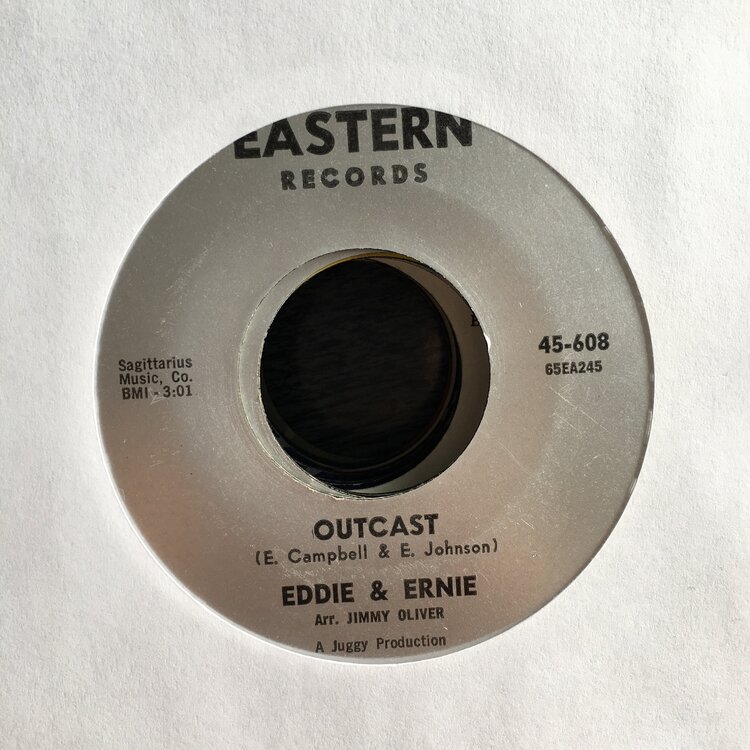 EASTERN
RECORDS
Sagittarius
Music, Co.
BMI - 3:01
45-608
65EA245
OUTCAST
(E. Campbell & E. Johnson)
EDDIE & ERNIE
Arr. JIMMY OLIVER
A Juggy Production